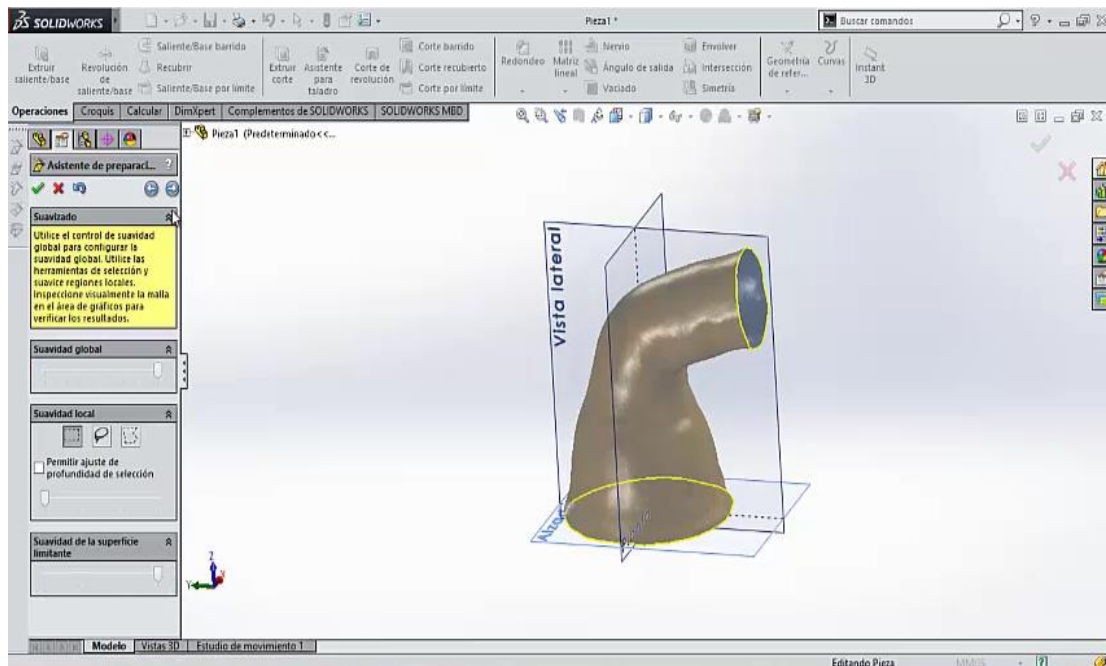 SOLIDWORKS
Pieza1 *
Buscar comandos
Extruir saliente/base
Revolución de saliente/base
Saliente/Base barrido
Recubrir
Saliente/Base por límite
Extruir corte
Asistente para taladro
Corte de revolución
Corte barrido
Corte recubierto
Corte por límite
Redondeo
Matriz lineal
Nervio
Ángulo de salida
Vaciado
Envolver
Intersección
Simetría
Geometría de refer...
Curvas
Instant 3D
Operaciones
Croquis
Calcular
DimXpert
Complementos de SOLIDWORKS
SOLIDWORKS MBD
Pieza1 (Predeterminado<<...
Asistente de preparaci...
Suavizado
Utilice el control de suavidad
global para configurar la
suavidad global. Utilice las
herramientas de selección y
suavice regiones locales.
Inspeccione visualmente la malla
en el área de gráficos para
verificar los resultados.
Suavidad global
Suavidad local
Permitir ajuste de
profundidad de selección
Suavidad de la superficie
limitante
Vista lateral
Z
Y
Modelo
Vistas 3D
Estudio de movimiento 1
Editando Pieza
MMGS